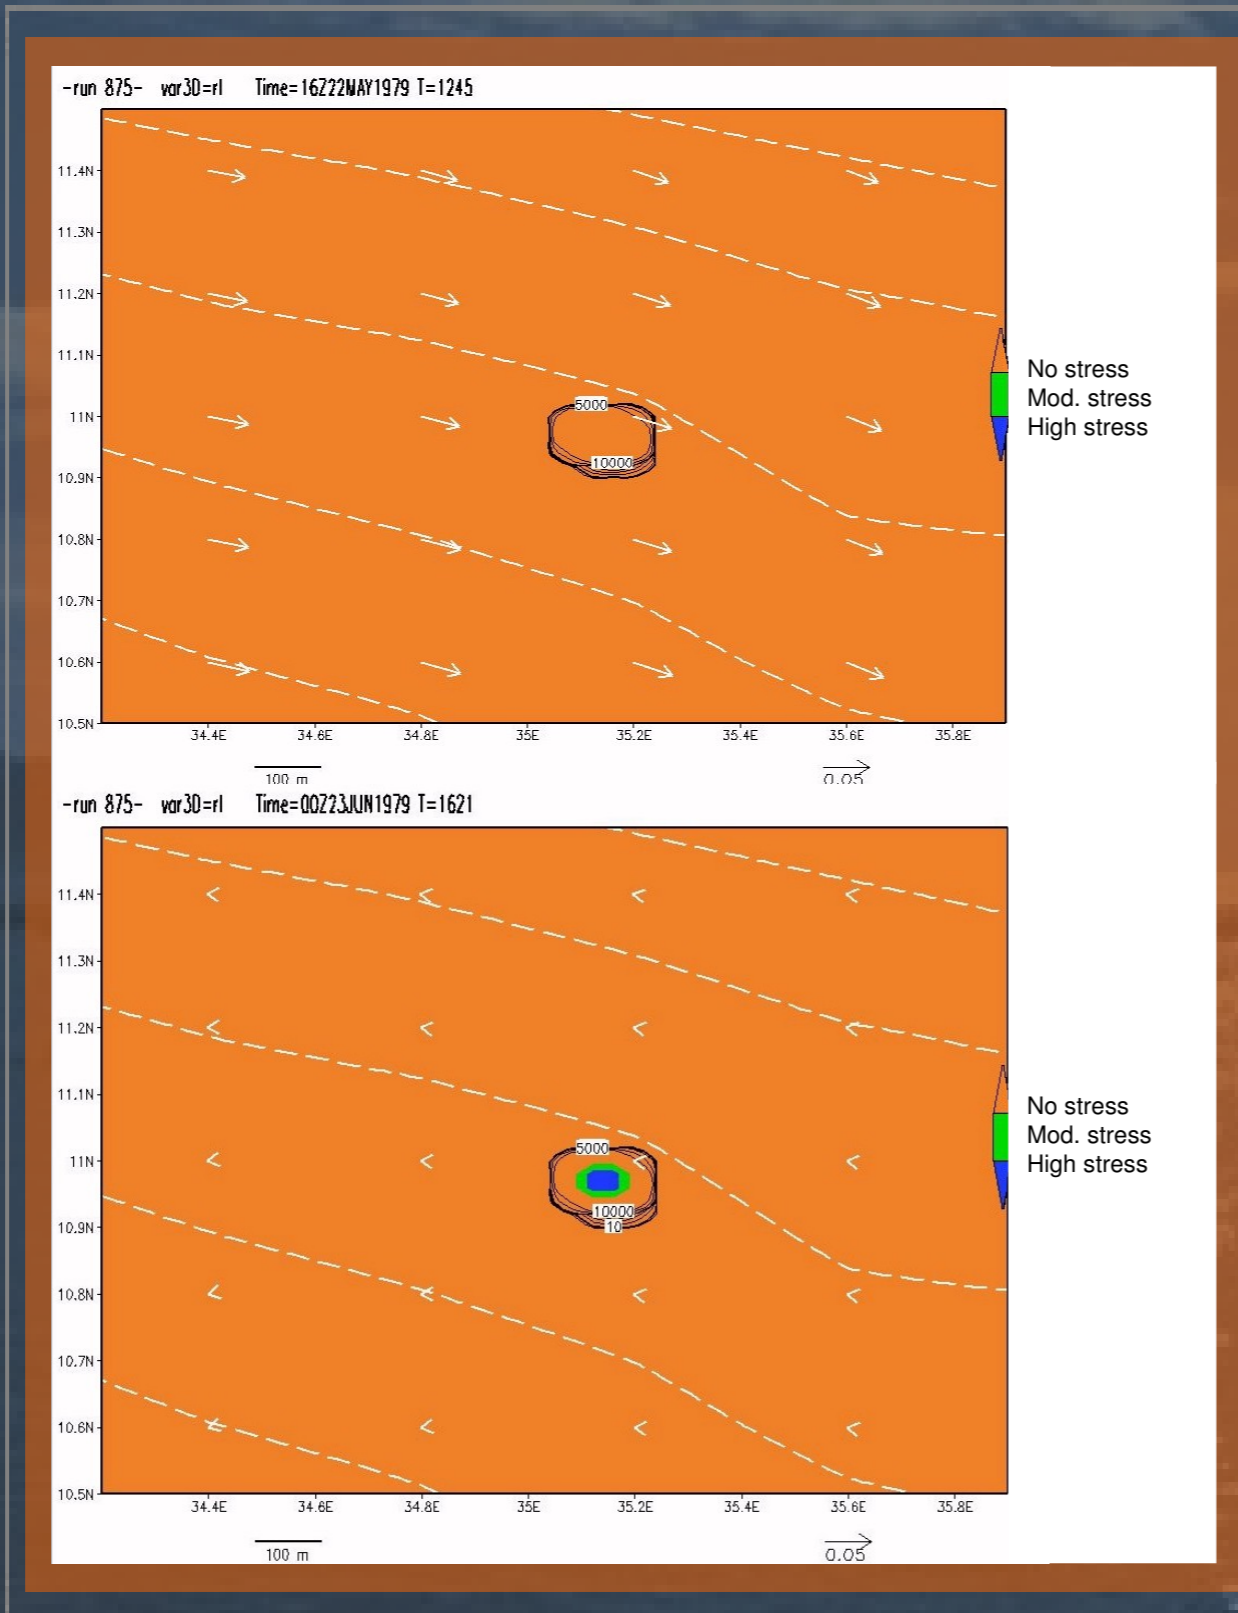 -run 875- var3D=rl Time=16Z22MAY1979 T=1245
11.4N
11.3N
11.2N
11.1N
11N
10.9N
10.8N
10.7N
10.6N
10.5N
5000
10000
No stress
Mod. stress
High stress
34.4E 34.6E 34.8E 35E 35.2E 35.4E 35.6E 35.8E
100 m 0.05
-run 875- var3D=rl Time=00Z23JUN1979 T=1621
11.4N
11.3N
11.2N
11.1N
11N
10.9N
10.8N
10.7N
10.6N
10.5N
5000
10000
10
No stress
Mod. stress
High stress
34.4E 34.6E 34.8E 35E 35.2E 35.4E 35.6E 35.8E
100 m 0.05